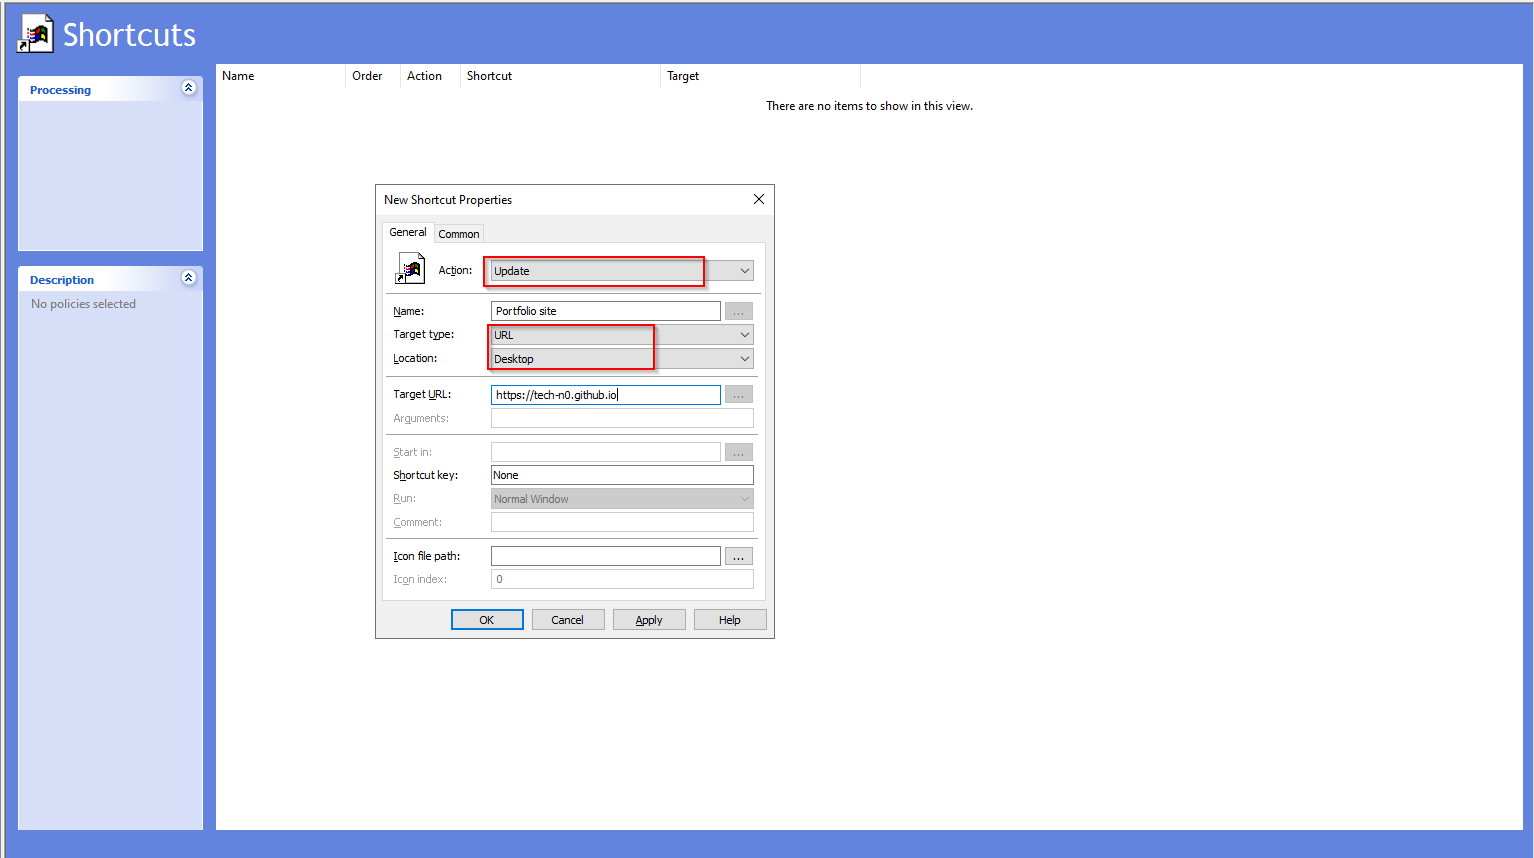 Shortcuts
Processing
Name Order Action Shortcut Target
There are no items to show in this view.
Description
No policies selected
New Shortcut Properties
General Common
Action: Update
Name: Portfolio site ...
Target type: URL
Location: Desktop
Target URL: https://tech-n0.github.io ...
Arguments:
Start in: ...
Shortcut key: None
Run: Normal Window
Comment:
Icon file path: ...
Icon index: 0
OK Cancel Apply Help